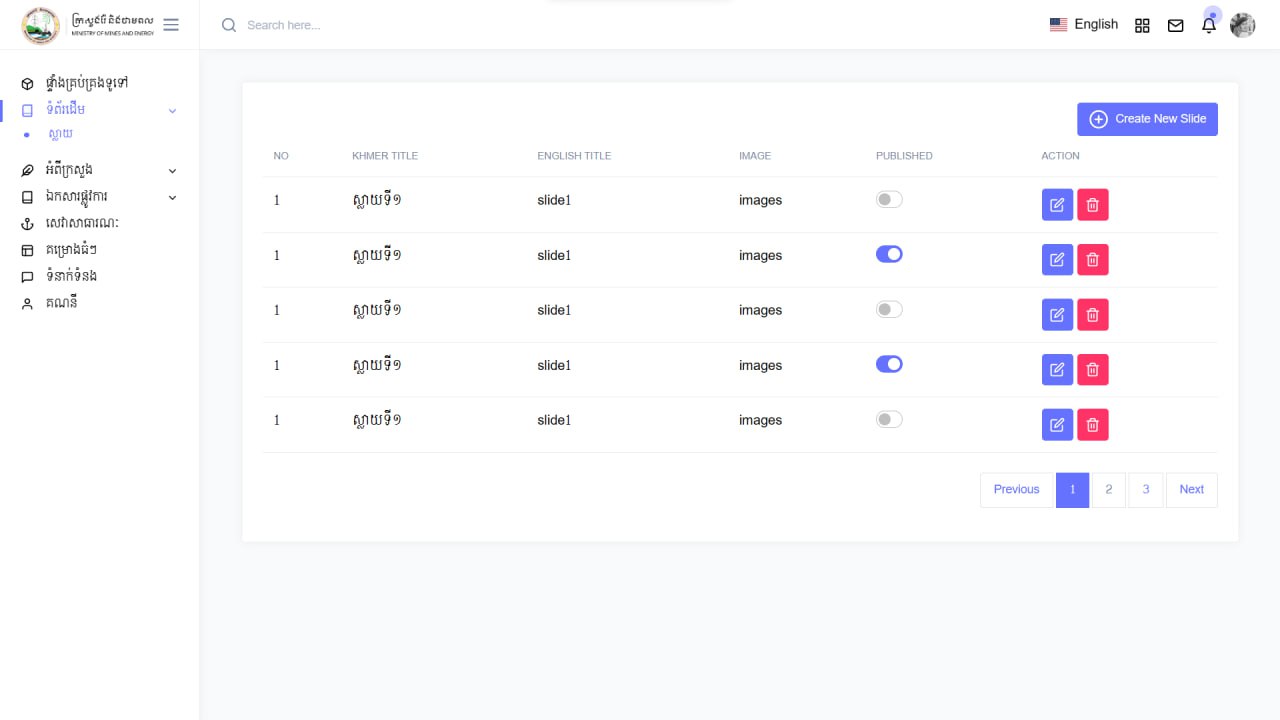 ក្រសួងរ៉ែ និងថាមពល
MINISTRY OF MINES AND ENERGY
Search here...
English
ផ្ទាំងគ្រប់គ្រងទូទៅ
ទំព័រដើម
ស្លាយ
អំពីក្រសួង
ឯកសារផ្លូវការ
សេវាសាធារណៈ
គម្រោងធំៗ
ទំនាក់ទំនង
គណនី
Create New Slide
NO KHMER TITLE ENGLISH TITLE IMAGE PUBLISHED ACTION
1 ស្លាយទី១ slide1 images
1 ស្លាយទី១ slide1 images
1 ស្លាយទី១ slide1 images
1 ស្លាយទី១ slide1 images
1 ស្លាយទី១ slide1 images
Previous 1 2 3 Next